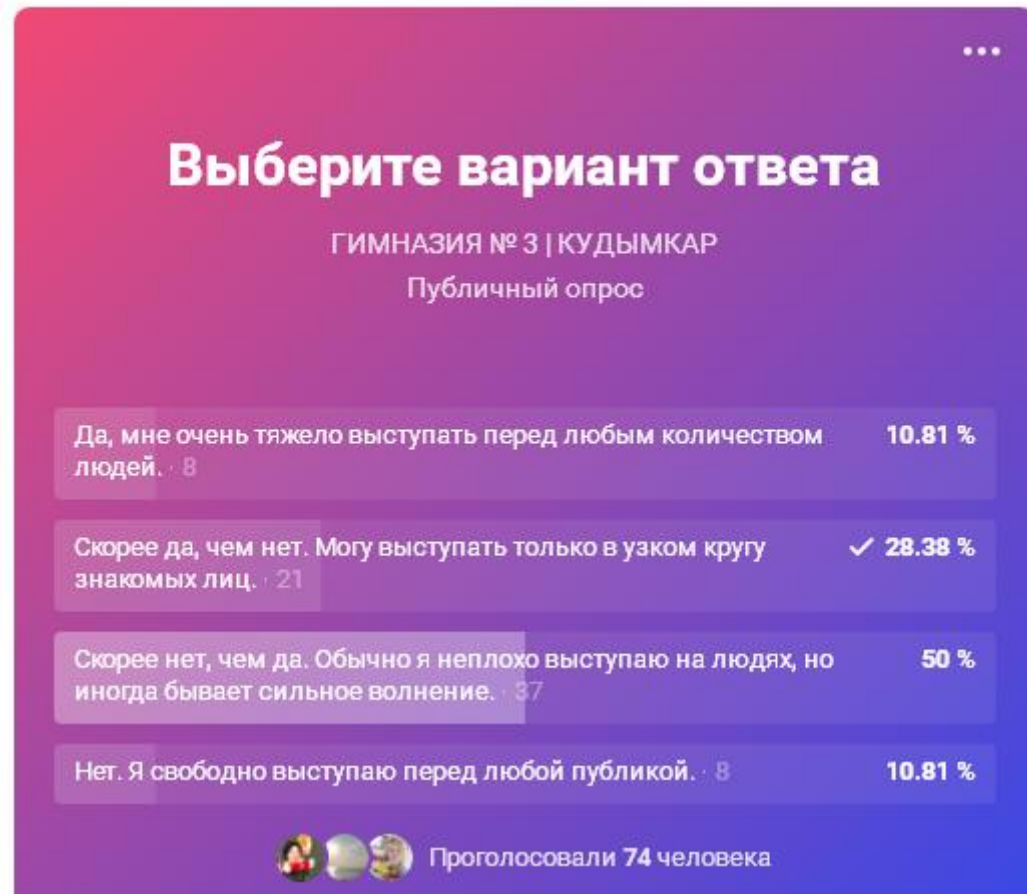 Выберите вариант ответа
ГИМНАЗИЯ № 3 | КУДЫМКАР
Публичный опрос
Да, мне очень тяжело выступать перед любым количеством 10.81 %
людей. · 8
Скорее да, чем нет. Могу выступать только в узком кругу ✓ 28.38 %
знакомых лиц. · 21
Скорее нет, чем да. Обычно я неплохо выступаю на людях, но 50 %
иногда бывает сильное волнение. · 37
Нет. Я свободно выступаю перед любой публикой. · 8 10.81 %
Проголосовали 74 человека